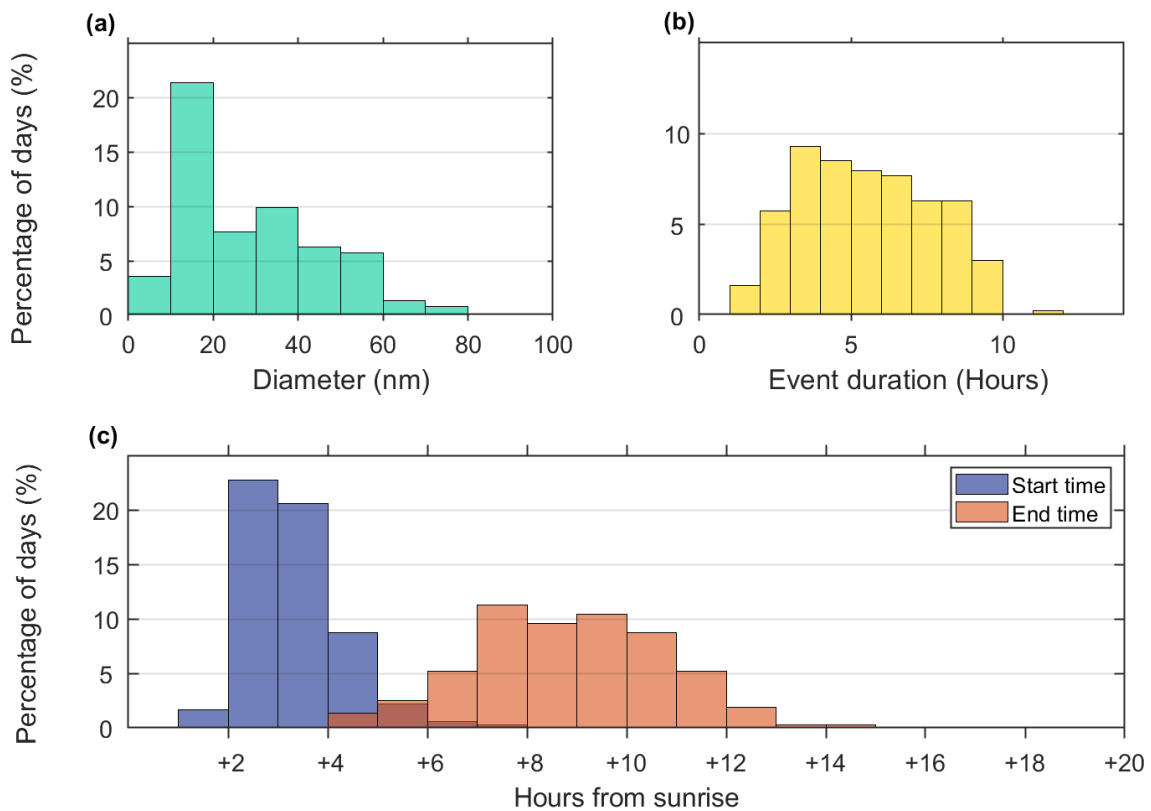 (a)
Percentage of days (%)
20
15
10
5
0
0 20 40 60 80 100
Diameter (nm)
(b)
10
5
0
0 5 10
Event duration (Hours)
(c)
Percentage of days (%)
20
15
10
5
0
Start time
End time
+2 +4 +6 +8 +10 +12 +14 +16 +18 +20
Hours from sunrise